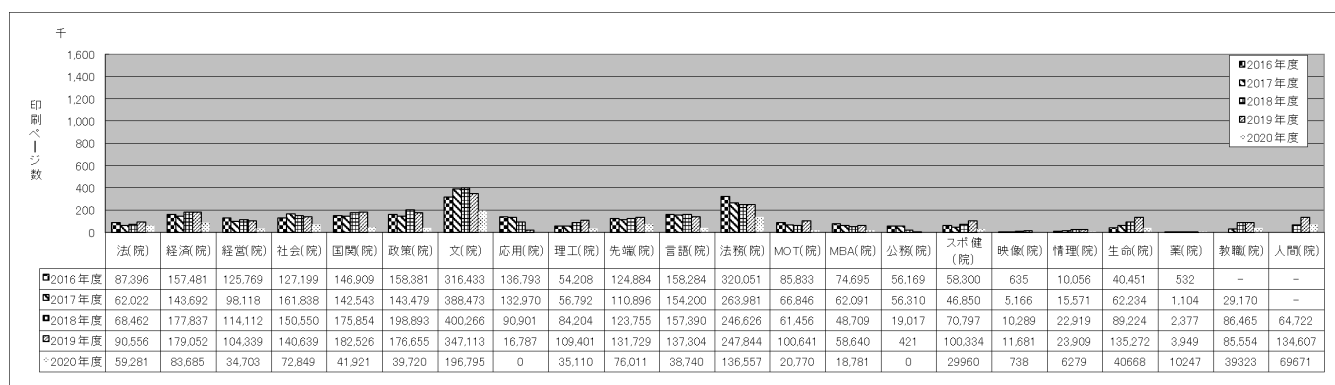 千
1,600
1,400
1,200
1,000
800
600
400
200
0
印刷ページ数
2016年度
2017年度
2018年度
2019年度
2020年度
法(院) 経済(院) 経営(院) 社会(院) 国関(院) 政策(院) 文(院) 応用(院) 理工(院) 先端(院) 言語(院) 法務(院) MOT(院) MBA(院) 公務(院) スポ健(院) 映像(院) 情理(院) 生命(院) 薬(院) 教職(院) 人間(院)
2016年度 87,396 157,481 125,769 127,199 146,909 158,381 316,433 136,793 54,208 124,884 158,284 320,051 85,833 74,695 56,169 58,300 635 10,056 40,451 532 - -
2017年度 62,022 143,692 98,118 161,838 142,543 143,479 388,473 132,970 56,792 110,896 154,200 263,981 66,846 62,091 56,310 46,850 5,166 15,571 62,234 1,104 29,170 -
2018年度 68,462 177,837 114,112 150,550 175,854 198,893 400,266 90,901 84,204 123,755 157,390 246,626 61,456 48,709 19,017 70,797 10,289 22,919 89,224 2,377 86,465 64,722
2019年度 90,556 179,052 104,339 140,639 182,526 176,655 347,113 16,787 109,401 131,729 137,304 247,844 100,641 58,640 421 100,334 11,681 23,909 135,272 3,949 85,554 134,607
2020年度 59,281 83,685 34,703 72,849 41,921 39,720 196,795 0 35,110 76,011 38,740 136,557 20,770 18,781 0 29960 738 6279 40668 10247 39323 69671